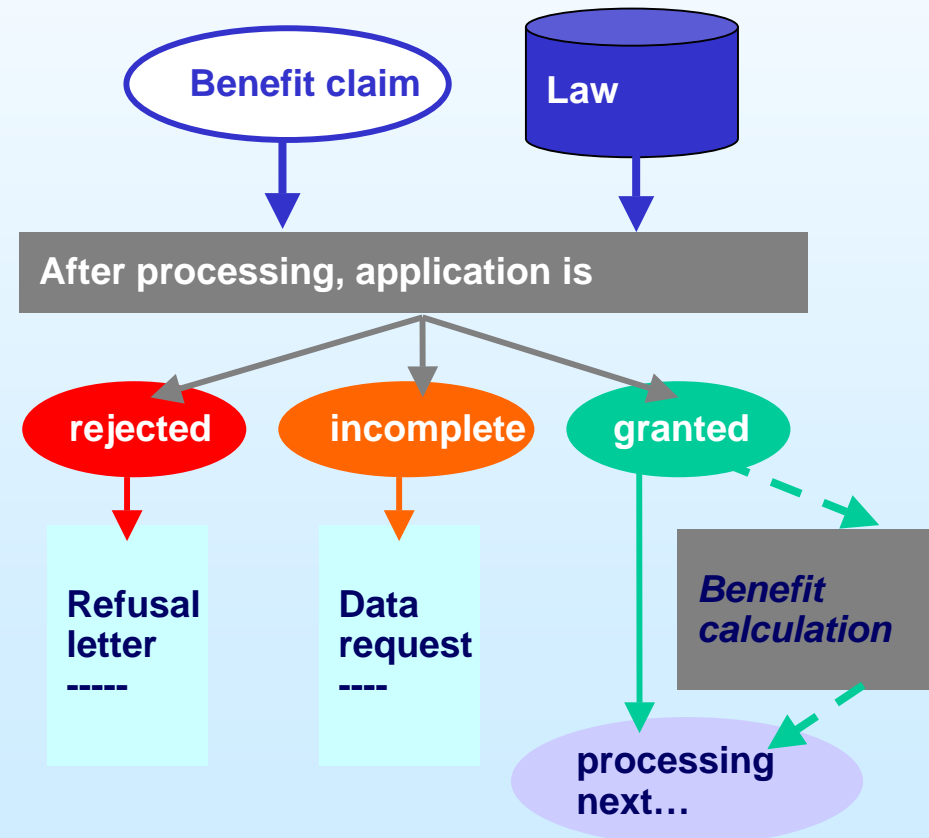 Benefit claim
Law
After processing, application is
rejected
incomplete
granted
Refusal
letter
-----
Data
request
----
Benefit
calculation
processing
next…